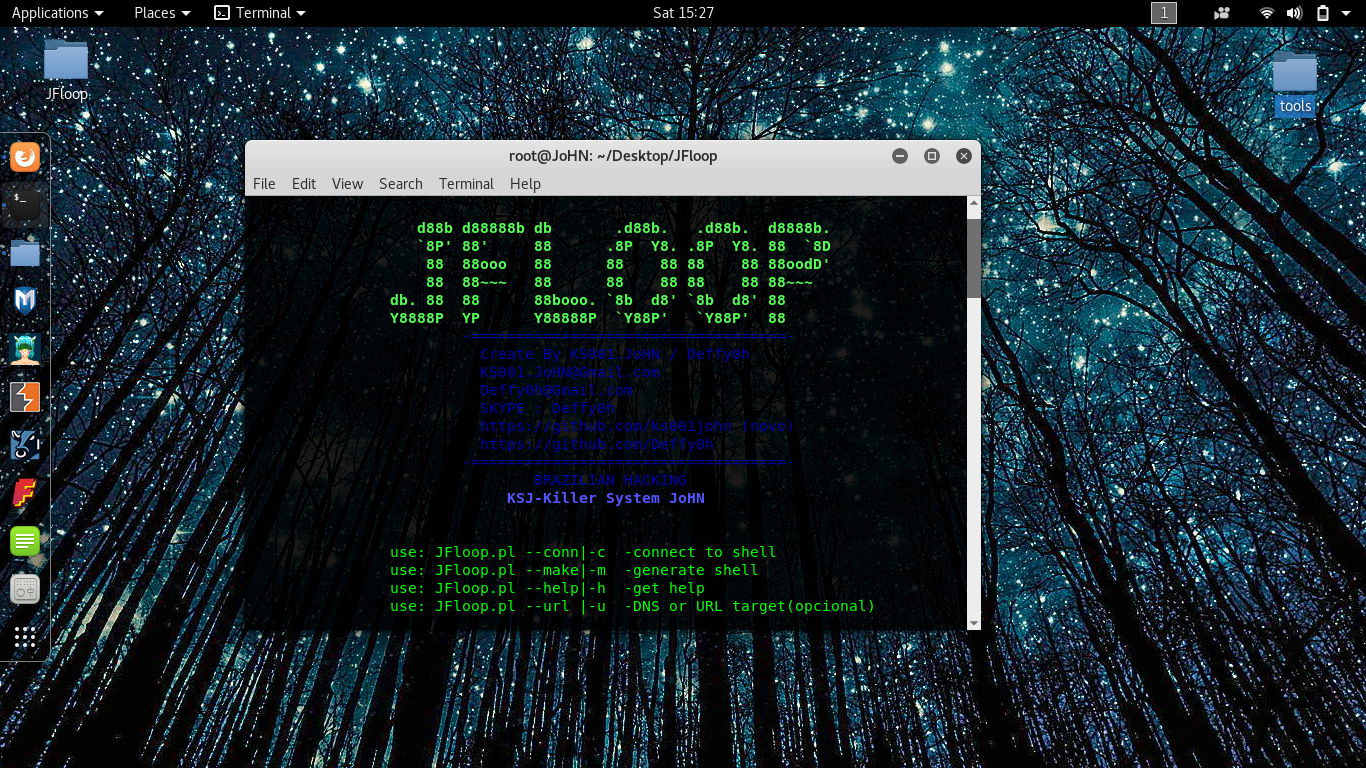 Applications Places Terminal Sat 15:27 1
JFloop
tools
root@JoHN: ~/Desktop/JFloop
File Edit View Search Terminal Help
d88b d88888b db .d88b. .d88b. d8888b.
`8P' 88' 88 .8P Y8. .8P Y8. 88 `8D
88 88ooo 88 88 88 88 88 88oodD'
88 88~~~ 88 88 88 88 88 88~~~
db. 88 88 88booo. `8b d8' `8b d8' 88
Y8888P YP Y88888P `Y88P' `Y88P' 88
Create By KS001-JoHN / Deffy0h
KS001-JoHN@Gmail.com
Deffy0h@Gmail.com
SKYPE : Deffy0h
https://github.com/ks001john (novo)
https://github.com/Deffy0h
BRAZILIAN HACKING
KSJ-Killer System JoHN
use: JFloop.pl --conn|-c -connect to shell
use: JFloop.pl --make|-m -generate shell
use: JFloop.pl --help|-h -get help
use: JFloop.pl --url |-u -DNS or URL target(opcional)